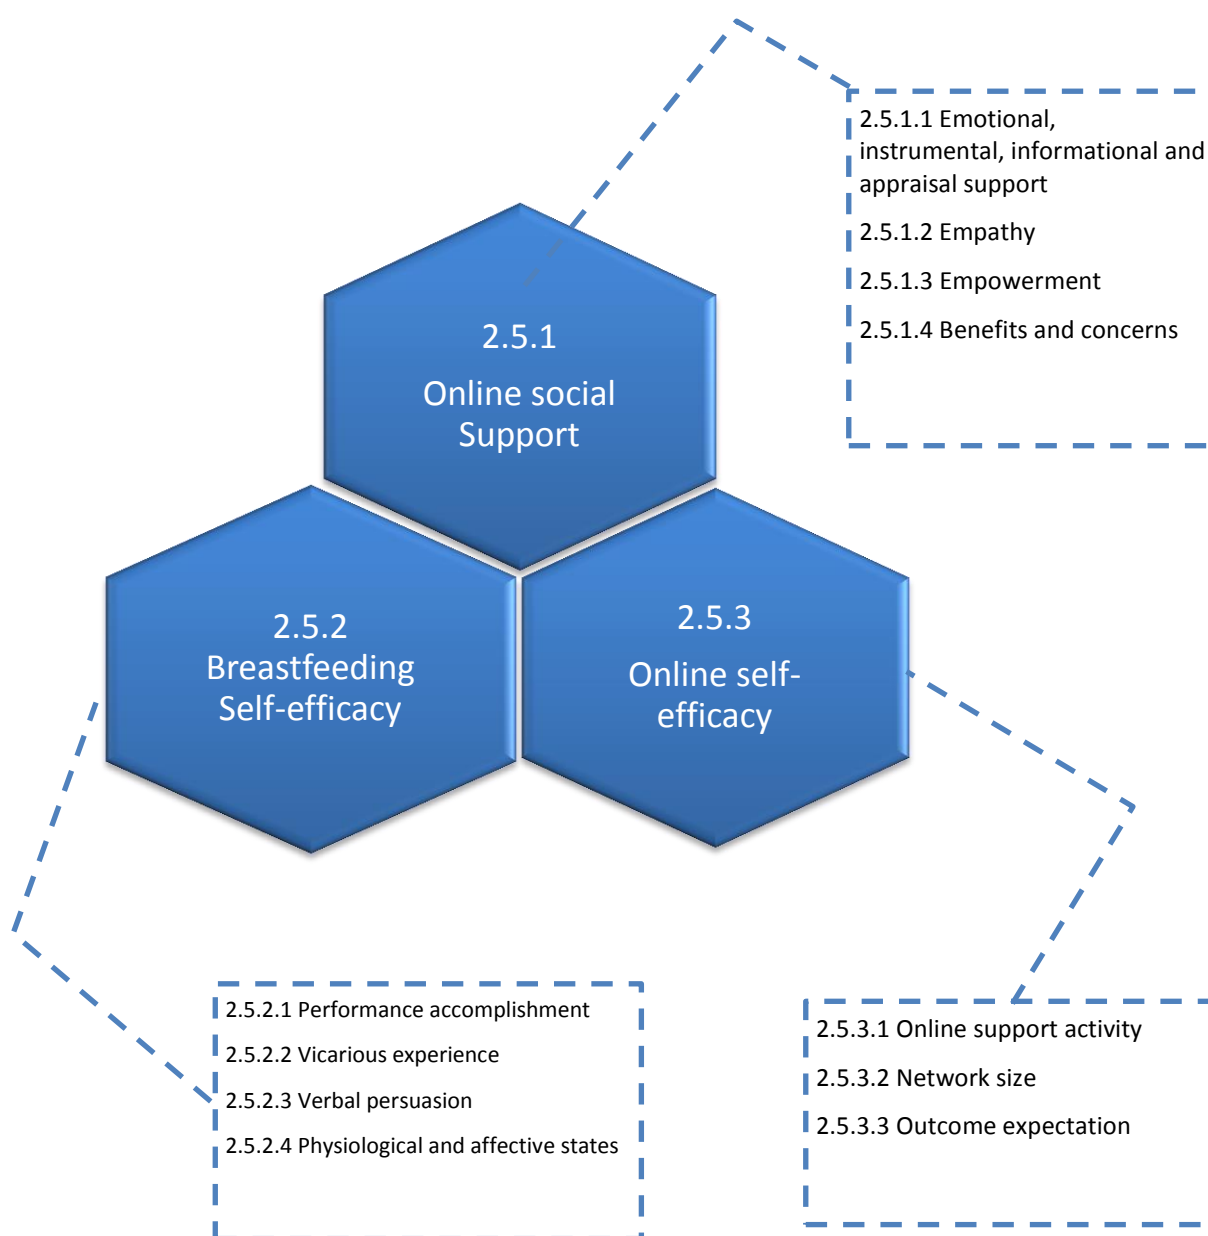 2.5.1.1 Emotional,
instrumental, informational and
appraisal support
2.5.1.2 Empathy
2.5.1.3 Empowerment
2.5.1.4 Benefits and concerns
2.5.1
Online social
Support
2.5.2
Breastfeeding
Self-efficacy
2.5.3
Online self-
efficacy
2.5.2.1 Performance accomplishment
2.5.2.2 Vicarious experience
2.5.2.3 Verbal persuasion
2.5.2.4 Physiological and affective states
2.5.3.1 Online support activity
2.5.3.2 Network size
2.5.3.3 Outcome expectation